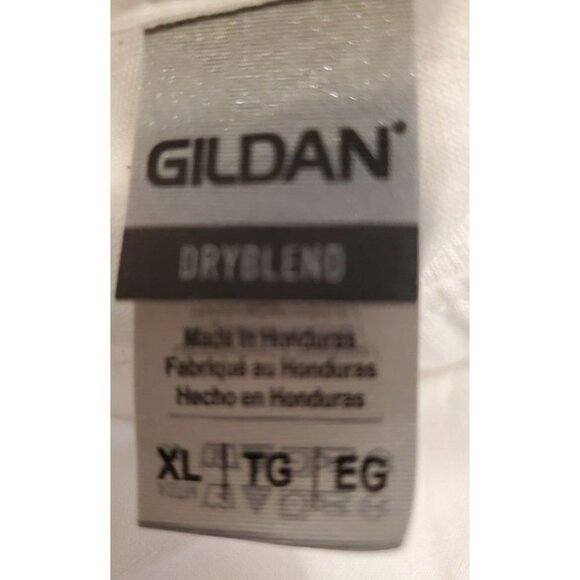 GILDAN®
DRYBLEND
Made in Honduras
Fabriqué au Honduras
Hecho en Honduras
XL | TG | EG